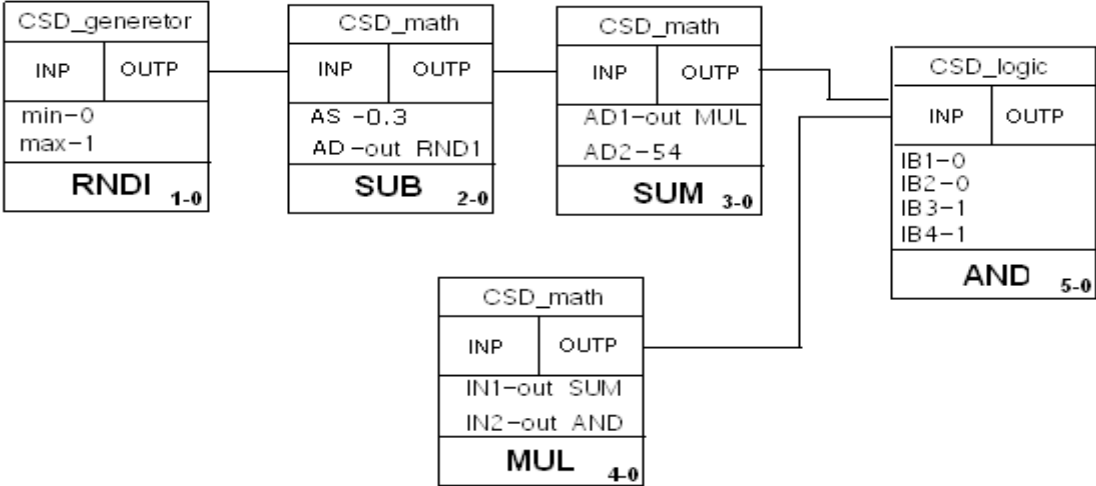 CSD_generetor
INP OUTP
min-0
max-1
RNDI 1-0
CSD_math
INP OUTP
AS -0.3
AD-out RND1
SUB 2-0
CSD_math
INP OUTP
AD1-out MUL
AD2-54
SUM 3-0
CSD_logic
INP OUTP
IB1-0
IB2-0
IB3-1
IB4-1
AND 5-0
CSD_math
INP OUTP
IN1-out SUM
IN2-out AND
MUL 4-0